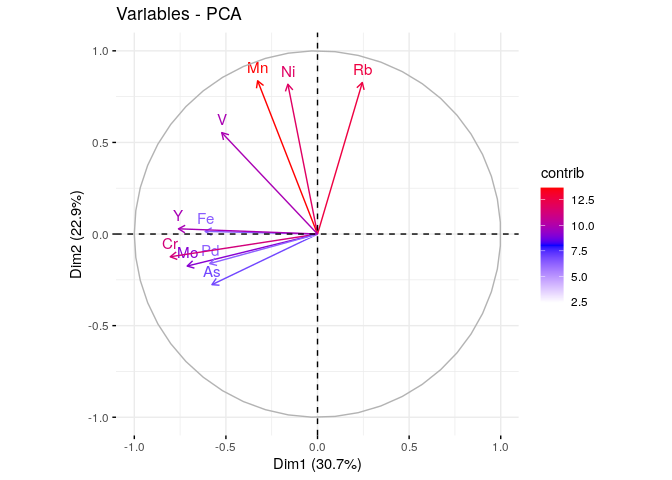 Variables - PCA
1.0
0.5
0.0
-0.5
-1.0
Dim2 (22.9%)
Mn
Ni
Rb
V
Y
Fe
Cr
Mo
Pd
As
-1.0
-0.5
0.0
0.5
1.0
Dim1 (30.7%)
contrib
12.5
10.0
7.5
5.0
2.5